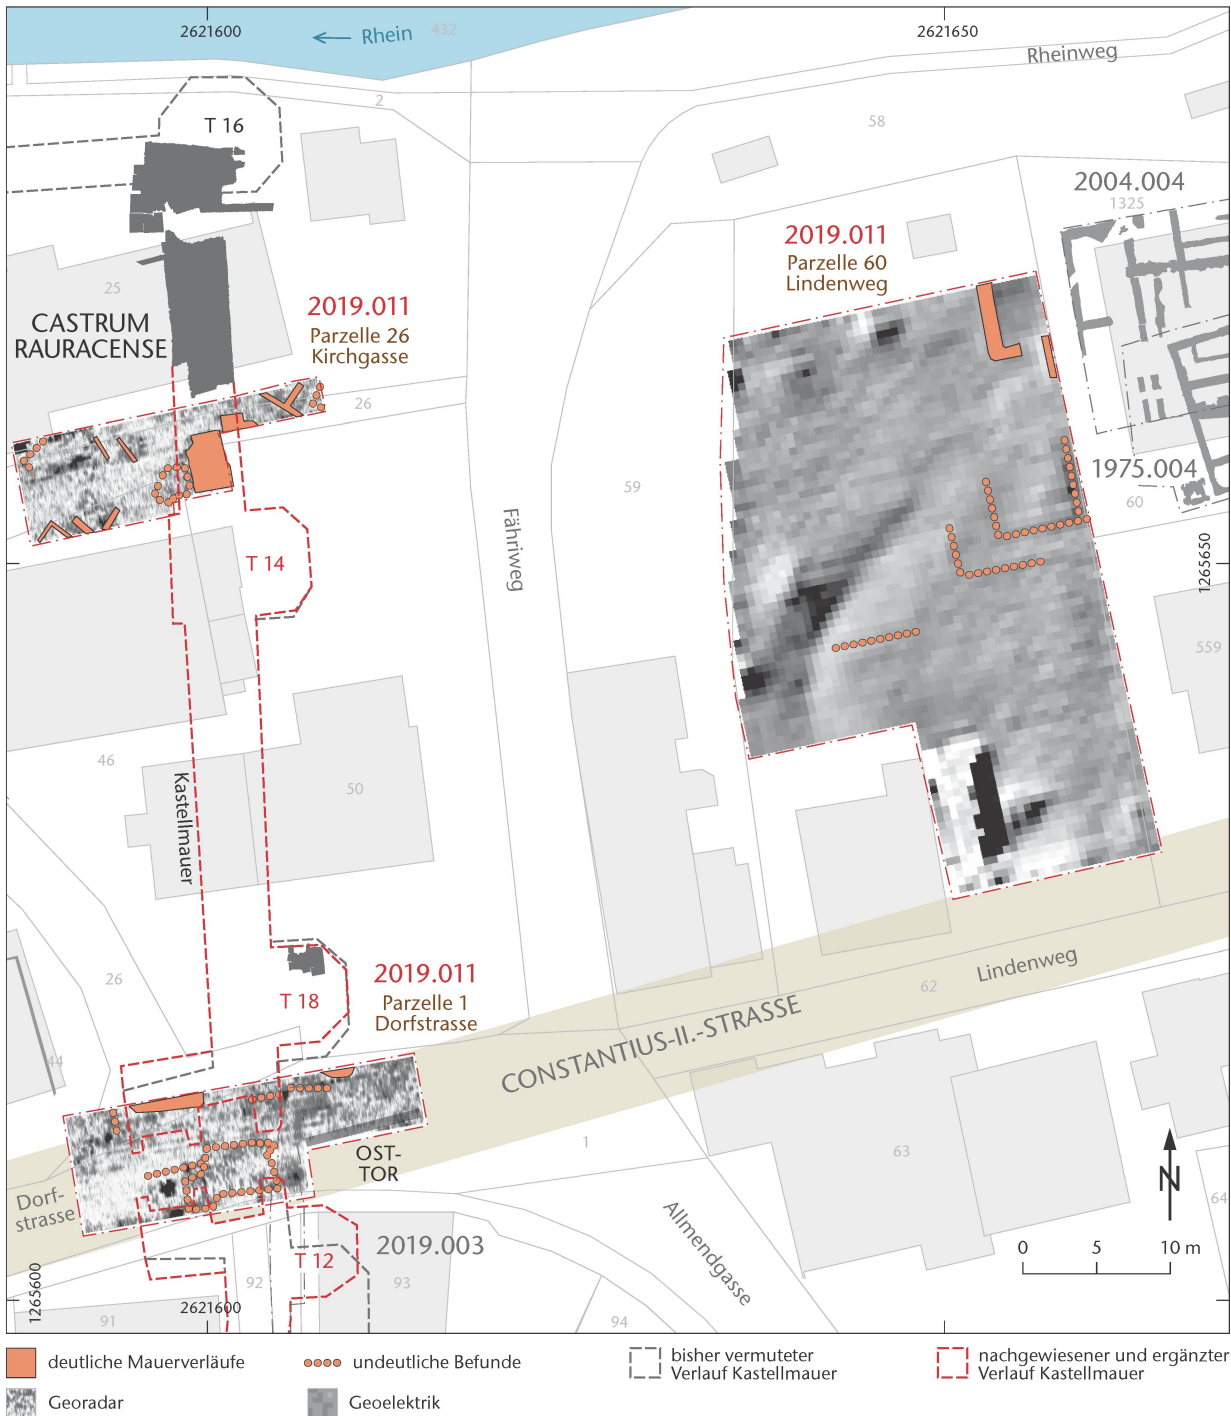 2621600
2621650
← Rhein
432
Rheinweg
2
58
T 16
2004.004
1325
2019.011
Parzelle 60
Lindenweg
25
2019.011
Parzelle 26
Kirchgasse
CASTRUM
RAURACENSE
26
1975.004
60
59
Fähriweg
T 14
1265650
559
46
50
Kastellmauer
26
2019.011
Parzelle 1
Dorfstrasse
T 18
44
Lindenweg
62
CONSTANTIUS-II.-STRASSE
1
63
OST-
TOR
N
Dorf-
strasse
64
Allmendgasse
2019.003
T 12
0 5 10 m
92
93
1265600
2621600
91
94
deutliche Mauerverläufe
undeutliche Befunde
bisher vermuteter
Verlauf Kastellmauer
nachgewiesener und ergänzter
Verlauf Kastellmauer
Georadar
Geoelektrik